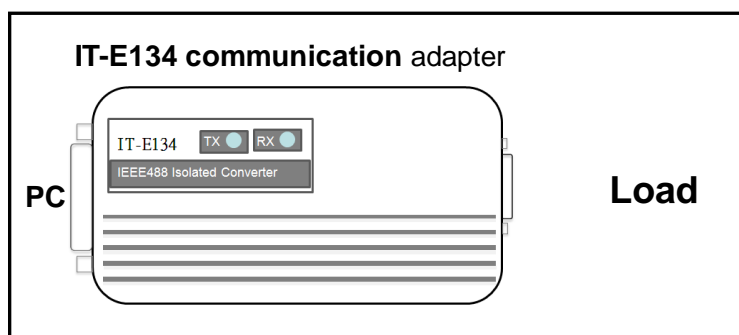 IT-E134 communication adapter
IT-E134 TX RX
IEEE488 Isolated Converter
PC
Load